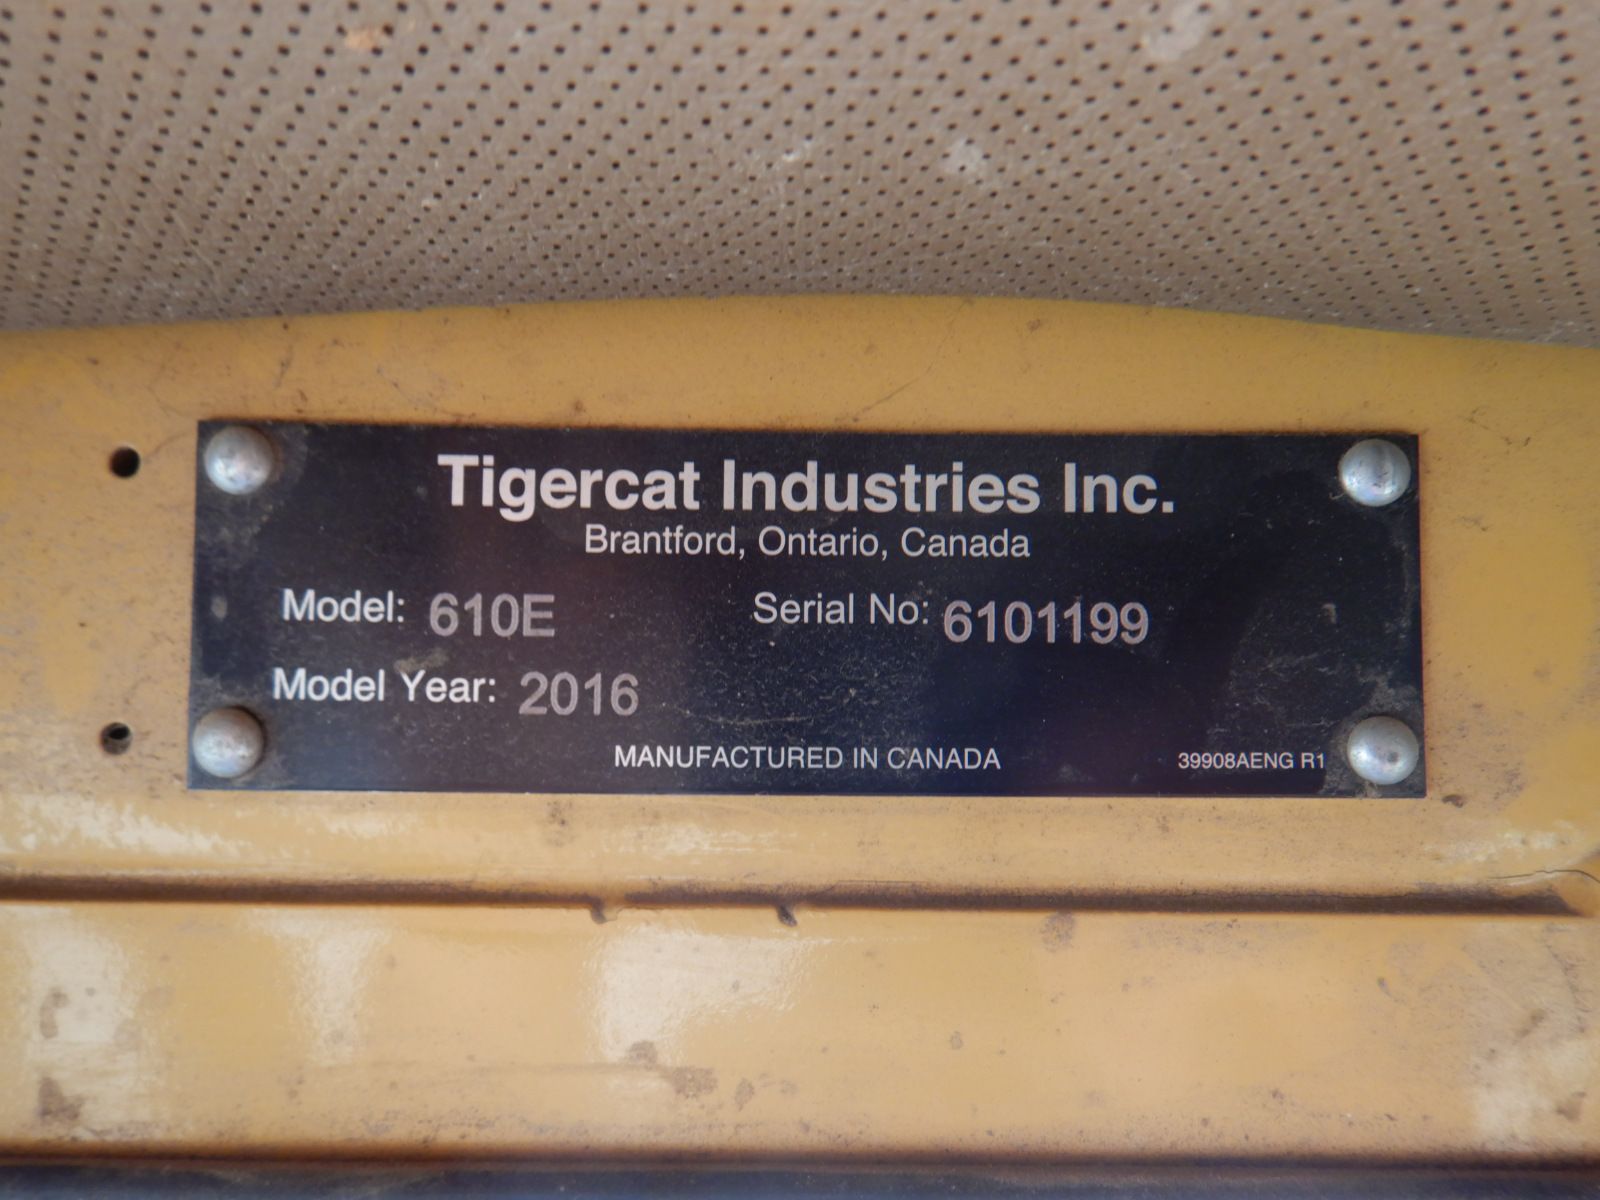 Tigercat Industries Inc.
Brantford, Ontario, Canada
Model: 610E Serial No: 6101199
Model Year: 2016
MANUFACTURED IN CANADA 39908AENG R1